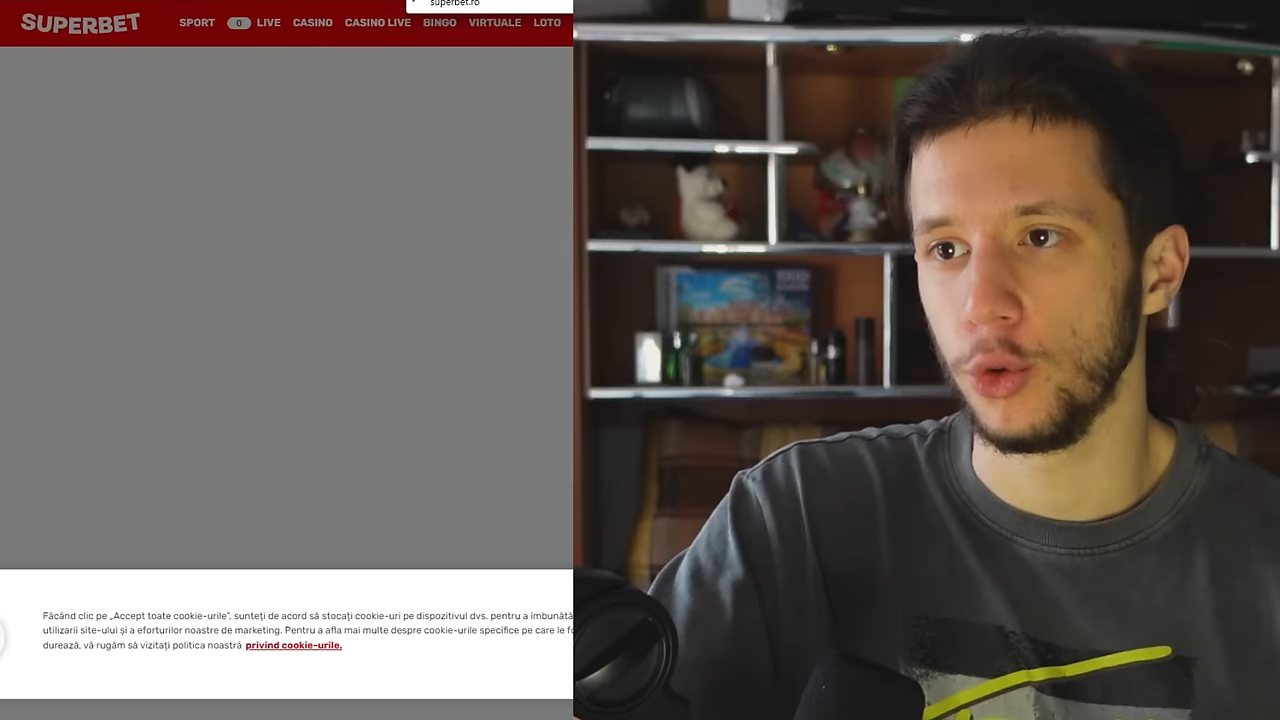 superbet.ro
SUPERBET SPORT 0 LIVE CASINO CASINO LIVE BINGO VIRTUALE LOTO
Făcând clic pe „Accept toate cookie-urile”, sunteți de acord să stocați cookie-uri pe dispozitivul dvs. pentru a
utilizarii site-ului și a eforturilor noastre de marketing. Pentru a afla mai multe despre cookie-urile specifice pe care le
durează, vă rugăm să vizitați politica noastră privind cookie-urile.